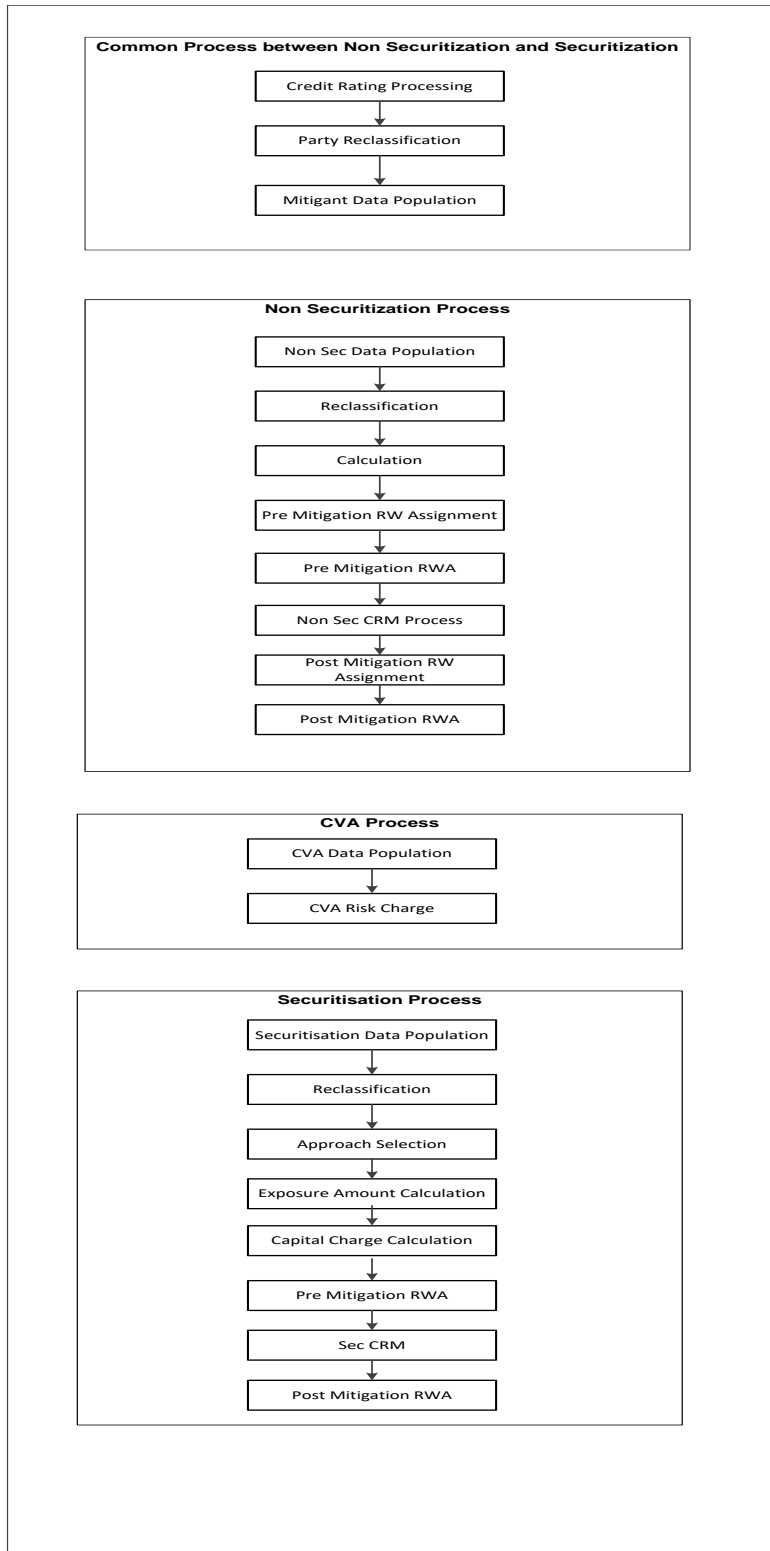 Common Process between Non Securitization and Securitization
Credit Rating Processing
Party Reclassification
Mitigant Data Population
Non Securitization Process
Non Sec Data Population
Reclassification
Calculation
Pre Mitigation RW Assignment
Pre Mitigation RWA
Non Sec CRM Process
Post Mitigation RW
Assignment
Post Mitigation RWA
CVA Process
CVA Data Population
CVA Risk Charge
Securitisation Process
Securitisation Data Population
Reclassification
Approach Selection
Exposure Amount Calculation
Capital Charge Calculation
Pre Mitigation RWA
Sec CRM
Post Mitigation RWA